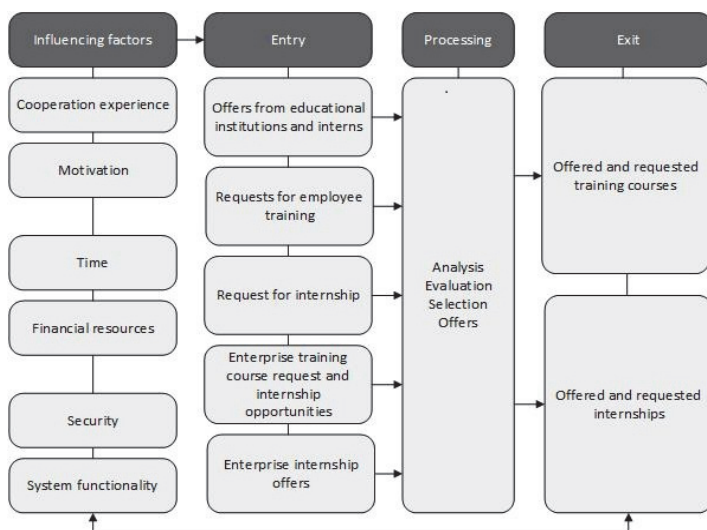 Influencing factors
Entry
Processing
Exit
Cooperation experience
Motivation
Time
Financial resources
Security
System functionality
Offers from educational
institutions and interns
Requests for employee
training
Request for internship
Enterprise training
course request and
internship
opportunities
Enterprise internship
offers
Analysis
Evaluation
Selection
Offers
Offered and requested
training courses
Offered and requested
internships